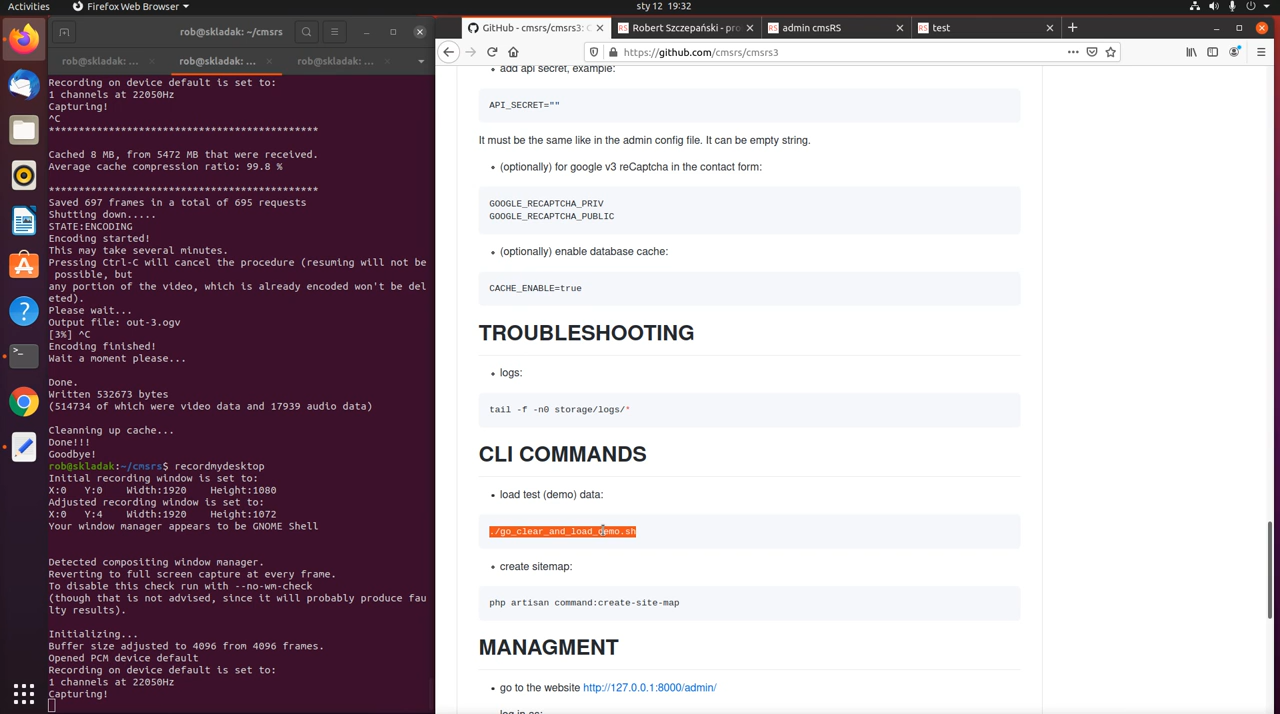 Activities
Firefox Web Browser
sty 12 19:32
rob@skladak: ~/cmsrs
rob@skladak: ...
rob@skladak: ...
rob@skladak: ...
Recording on device default is set to:
1 channels at 22050Hz
Capturing!
^C
*********************************************
Cached 8 MB, from 5472 MB that were received.
Average cache compression ratio: 99.8 %
*********************************************
Saved 697 frames in a total of 695 requests
Shutting down.....
STATE:ENCODING
Encoding started!
This may take several minutes.
Pressing Ctrl-C will cancel the procedure (resuming will not be
possible, but
any portion of the video, which is already encoded won't be del
eted).
Please wait...
Output file: out-3.ogv
[3%] ^C
Encoding finished!
Wait a moment please...
Done.
Written 532673 bytes
(514734 of which were video data and 17939 audio data)
Cleanning up cache...
Done!!!
Goodbye!
rob@skladak:~/cmsrs$ recordmydesktop
Initial recording window is set to:
X:0 Y:0 Width:1920 Height:1080
Adjusted recording window is set to:
X:0 Y:4 Width:1920 Height:1072
Your window manager appears to be GNOME Shell
Detected compositing window manager.
Reverting to full screen capture at every frame.
To disable this check run with --no-wm-check
(though that is not advised, since it will probably produce fau
lty results).
Initializing...
Buffer size adjusted to 4096 from 4096 frames.
Opened PCM device default
Recording on device default is set to:
1 channels at 22050Hz
Capturing!
GitHub - cmsrs/cmsrs3: C
RS Robert Szczepański - pro
RS admin cmsRS
RS test
https://github.com/cmsrs/cmsrs3
• add api secret, example:
API_SECRET=""
It must be the same like in the admin config file. It can be empty string.
• (optionally) for google v3 reCaptcha in the contact form:
GOOGLE_RECAPTCHA_PRIV
GOOGLE_RECAPTCHA_PUBLIC
• (optionally) enable database cache:
CACHE_ENABLE=true
TROUBLESHOOTING
• logs:
tail -f -n0 storage/logs/*
CLI COMMANDS
• load test (demo) data:
./go_clear_and_load_demo.sh
• create sitemap:
php artisan command:create-site-map
MANAGMENT
• go to the website http://127.0.0.1:8000/admin/
log in as: